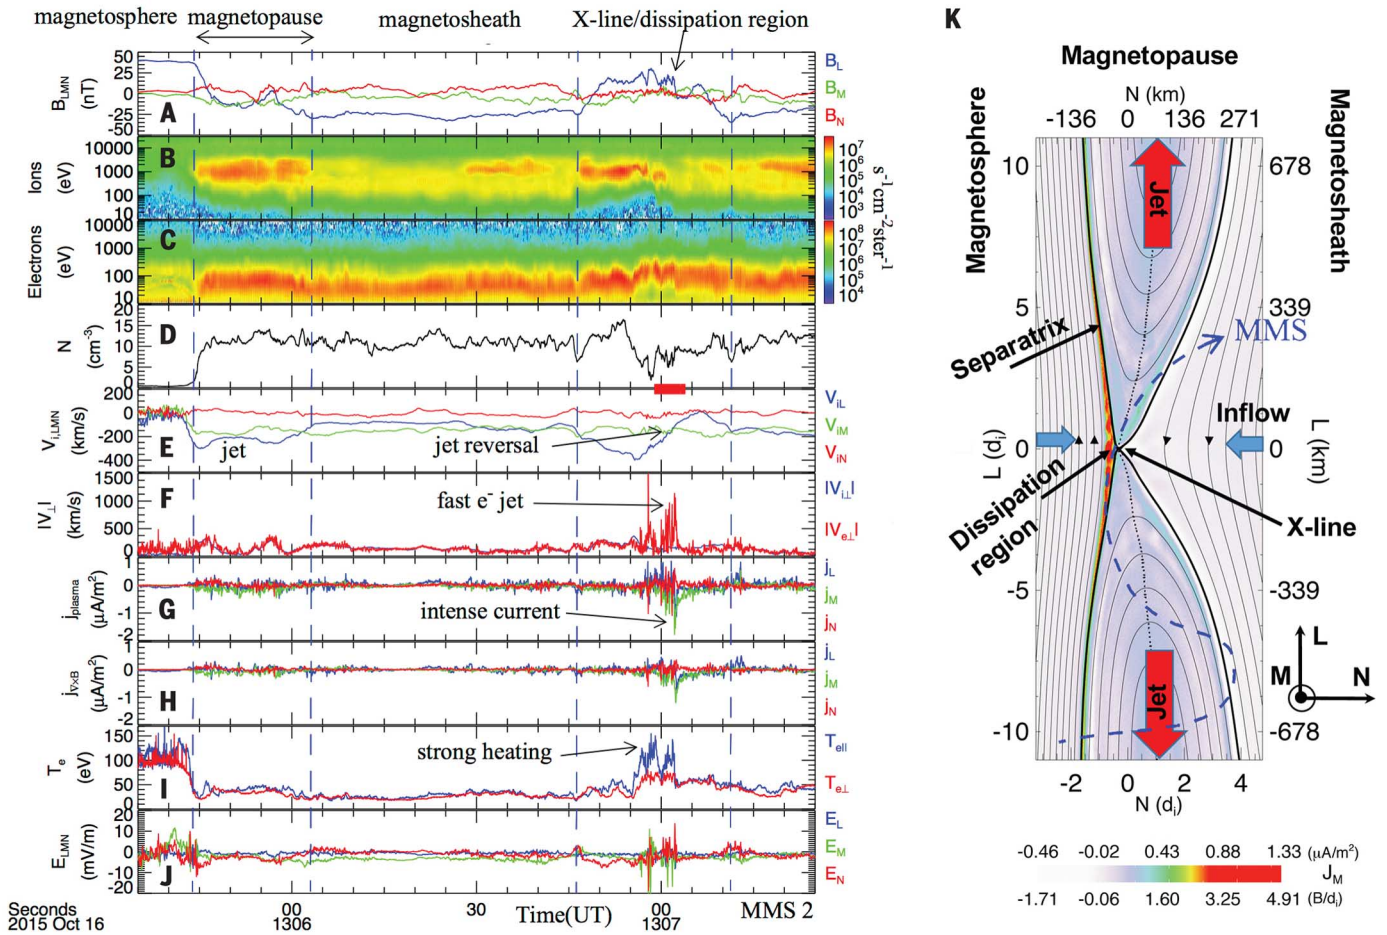 magnetosphere magnetopause magnetosheath X-line/dissipation region
50
25
0
-25
-50
B_LMN
(nT)
A
B_L
B_M
B_N
10000
1000
100
10
Ions
(eV)
B
10^7
10^6
10^5
10^4
10^3
s^-1 cm^-2 ster^-1
10000
1000
100
10
Electrons
(eV)
C
10^8
10^7
10^6
10^5
10^4
20
15
10
5
0
N
(cm^-3)
D
200
0
-200
-400
V_i,LMN
(km/s)
E
jet
jet reversal
V_iL
V_iM
V_iN
1500
1000
500
0
|V_⊥|
(km/s)
F
fast e^- jet
|V_i⊥|
|V_e⊥|
1
0
-1
-2
j_plasma
(μA/m^2)
G
intense current
j_L
j_M
j_N
1
0
-1
-2
j_∇×B
(μA/m^2)
H
j_L
j_M
j_N
150
100
50
0
T_e
(eV)
I
strong heating
T_e||
T_e⊥
20
10
0
-10
-20
E_LMN
(mV/m)
J
E_L
E_M
E_N
Seconds
2015 Oct 16
00
1306
30
Time(UT)
00
1307
MMS 2
K
Magnetopause
N (km)
-136 0 136 271
Magnetosphere
Magnetosheath
10
5
0
-5
-10
L (d_i)
678
339
0
-339
-678
L (km)
Jet
Separatrix
MMS
Inflow
Dissipation
region
X-line
Jet
L
M
N
-2 0 2 4
N (d_i)
-0.46 -0.02 0.43 0.88 1.33 (μA/m^2)
J_M
-1.71 -0.06 1.60 3.25 4.91 (B/d_i)